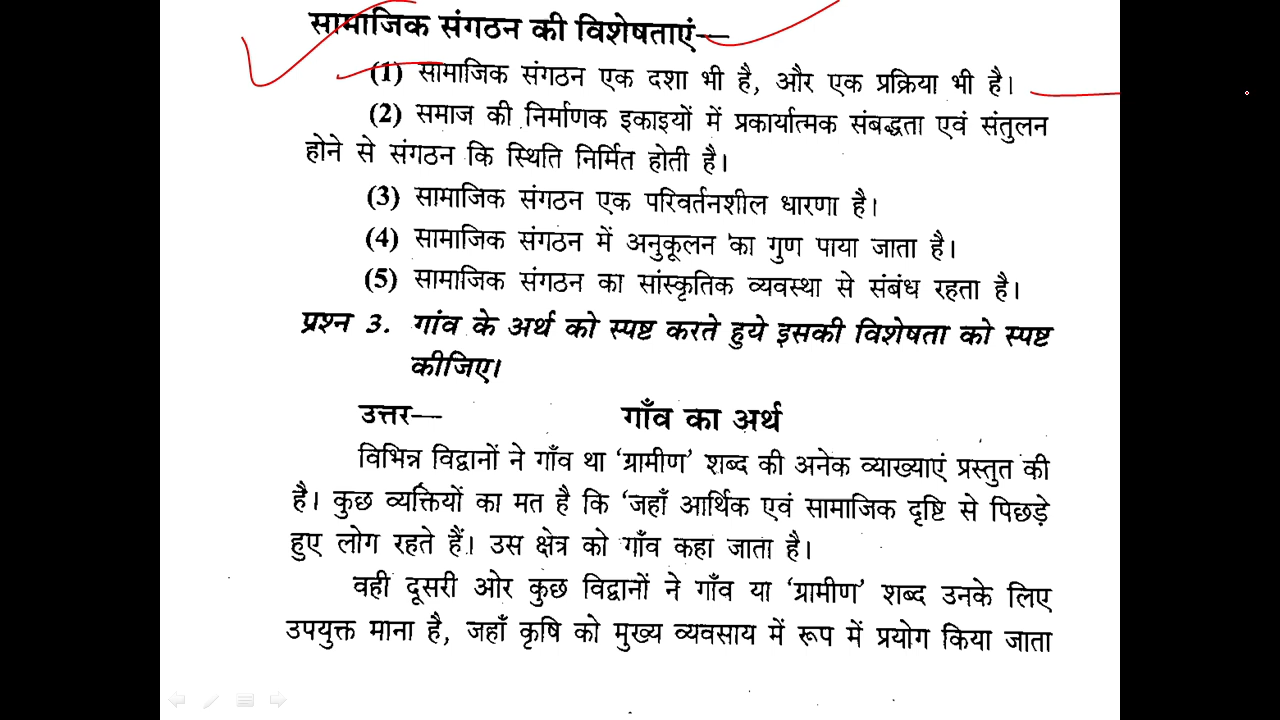 सामाजिक संगठन की विशेषताएं—
(1) सामाजिक संगठन एक दशा भी है, और एक प्रक्रिया भी है।
(2) समाज की निर्माणक इकाइयों में प्रकार्यात्मक संबद्धता एवं संतुलन
होने से संगठन कि स्थिति निर्मित होती है।
(3) सामाजिक संगठन एक परिवर्तनशील धारणा है।
(4) सामाजिक संगठन में अनुकूलन का गुण पाया जाता है।
(5) सामाजिक संगठन का सांस्कृतिक व्यवस्था से संबंध रहता है।
प्रश्न 3. गांव के अर्थ को स्पष्ट करते हुये इसकी विशेषता को स्पष्ट
कीजिए।
उत्तर— गाँव का अर्थ
विभिन्न विद्वानों ने गाँव था ‘ग्रामीण’ शब्द की अनेक व्याख्याएं प्रस्तुत की
है। कुछ व्यक्तियों का मत है कि ‘जहाँ आर्थिक एवं सामाजिक दृष्टि से पिछड़े
हुए लोग रहते हैं। उस क्षेत्र को गाँव कहा जाता है।
वही दूसरी ओर कुछ विद्वानों ने गाँव या ‘ग्रामीण’ शब्द उनके लिए
उपयुक्त माना है, जहाँ कृषि को मुख्य व्यवसाय में रूप में प्रयोग किया जाता